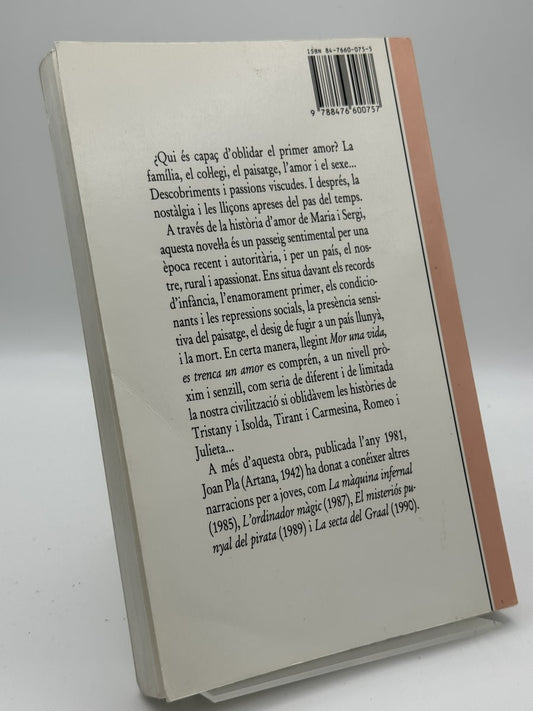 ISBN 84-7660-075-5
9 788476 600757
¿Qui és capaç d'oblidar el primer amor? La
família, el col·legi, el paisatge, l'amor i el sexe...
Descobriments i passions viscudes. I després, la
nostàlgia i les lliçons apreses del pas del temps.
A través de la història d'amor de Maria i Sergi,
aquesta novel·la és un passeig sentimental per una
època recent i autoritària, i per un país, el nos-
tre, rural i apassionat. Ens situa davant els records
d'infància, l'enamorament primer, els condicio-
nants i les repressions socials, la presència sensi-
tiva del paisatge, el desig de fugir a un país llunyà,
i la mort. En certa manera, llegint Mor una vida,
es trenca un amor es comprén, a un nivell prò-
xim i senzill, com seria de diferent i de limitada
la nostra civilització si oblidàvem les històries de
Tristany i Isolda, Tirant i Carmesina, Romeo i
Julieta...
A més d'aquesta obra, publicada l'any 1981,
Joan Pla (Artana, 1942) ha donat a conéixer altres
narracions per a joves, com La màquina infernal
(1985), L'ordinador màgic (1987), El misteriós pu-
nyal del pirata (1989) i La secta del Graal (1990).